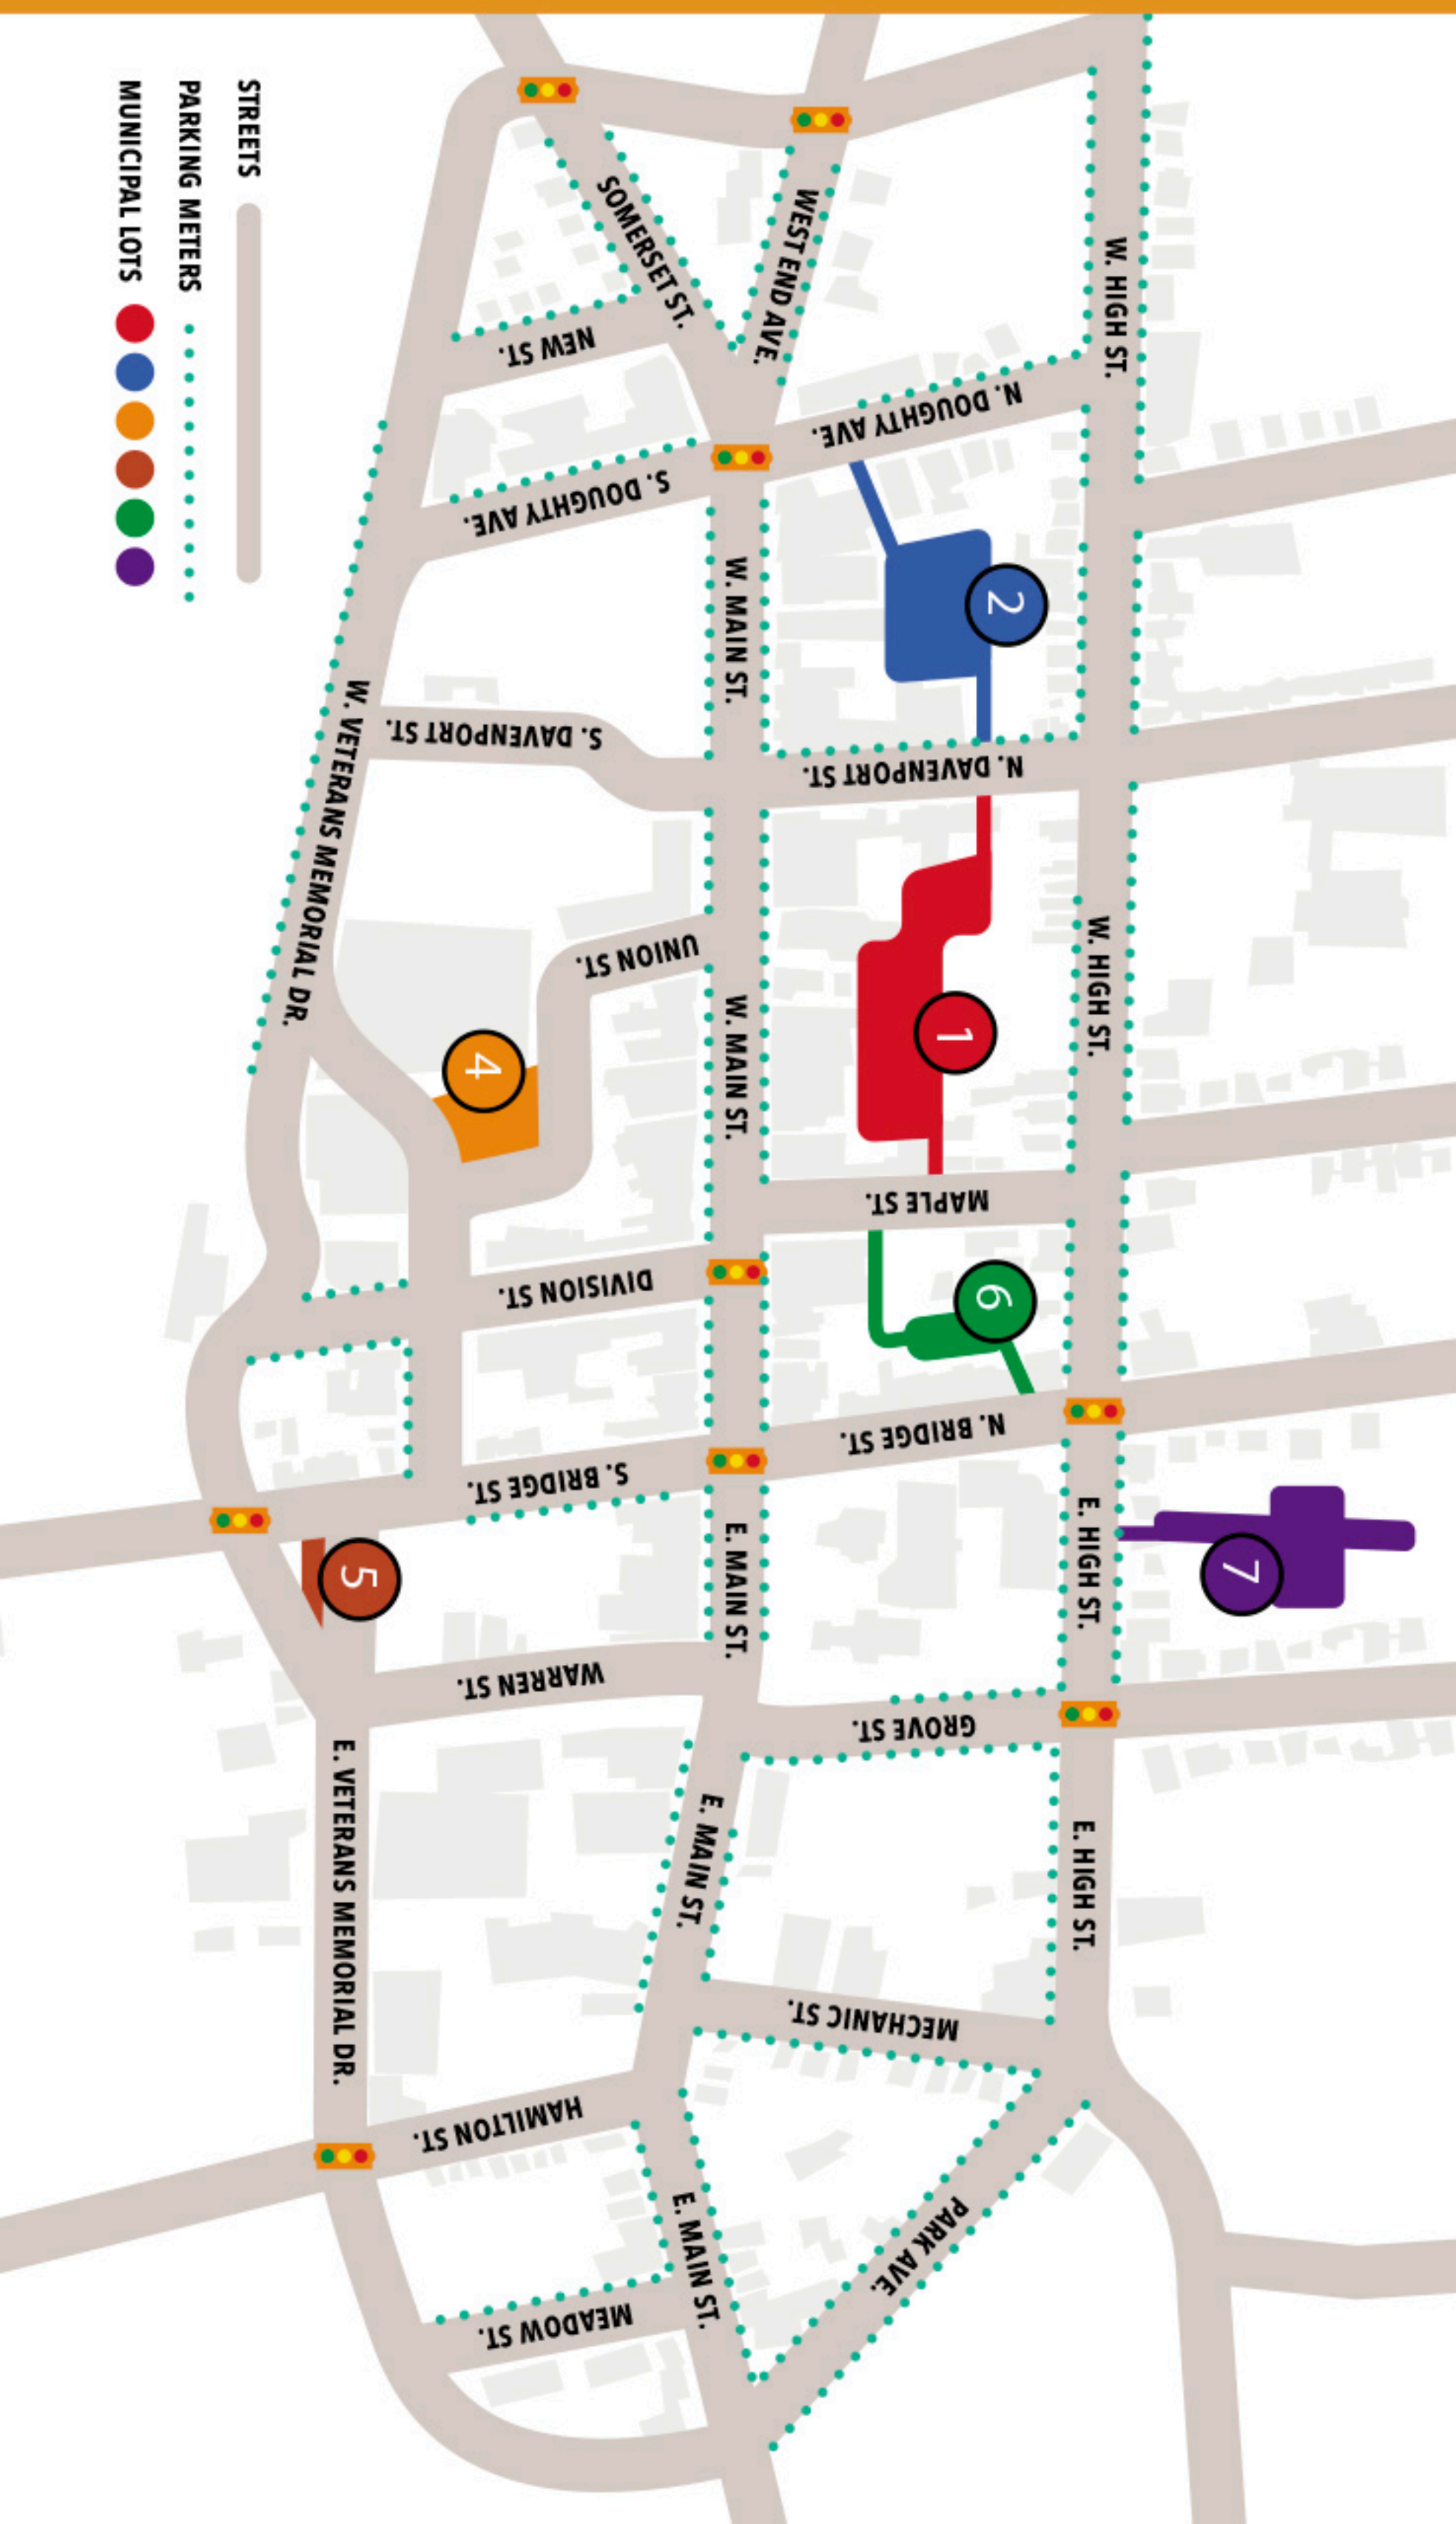 STREETS
PARKING METERS
MUNICIPAL LOTS
W. HIGH ST.
WEST END AVE.
SOMERSET ST.
NEW ST.
N. DOUGHTY AVE.
S. DOUGHTY AVE.
2
W. MAIN ST.
W. VETERANS MEMORIAL DR.
S. DAVENPORT ST.
N. DAVENPORT ST.
UNION ST.
W. HIGH ST.
1
W. MAIN ST.
4
MAPLE ST.
DIVISION ST.
6
N. BRIDGE ST.
S. BRIDGE ST.
E. HIGH ST.
7
E. MAIN ST.
5
WARREN ST.
GROVE ST.
E. HIGH ST.
E. MAIN ST.
E. VETERANS MEMORIAL DR.
MECHANIC ST.
HAMILTON ST.
PARK AVE.
E. MAIN ST.
MEADOW ST.